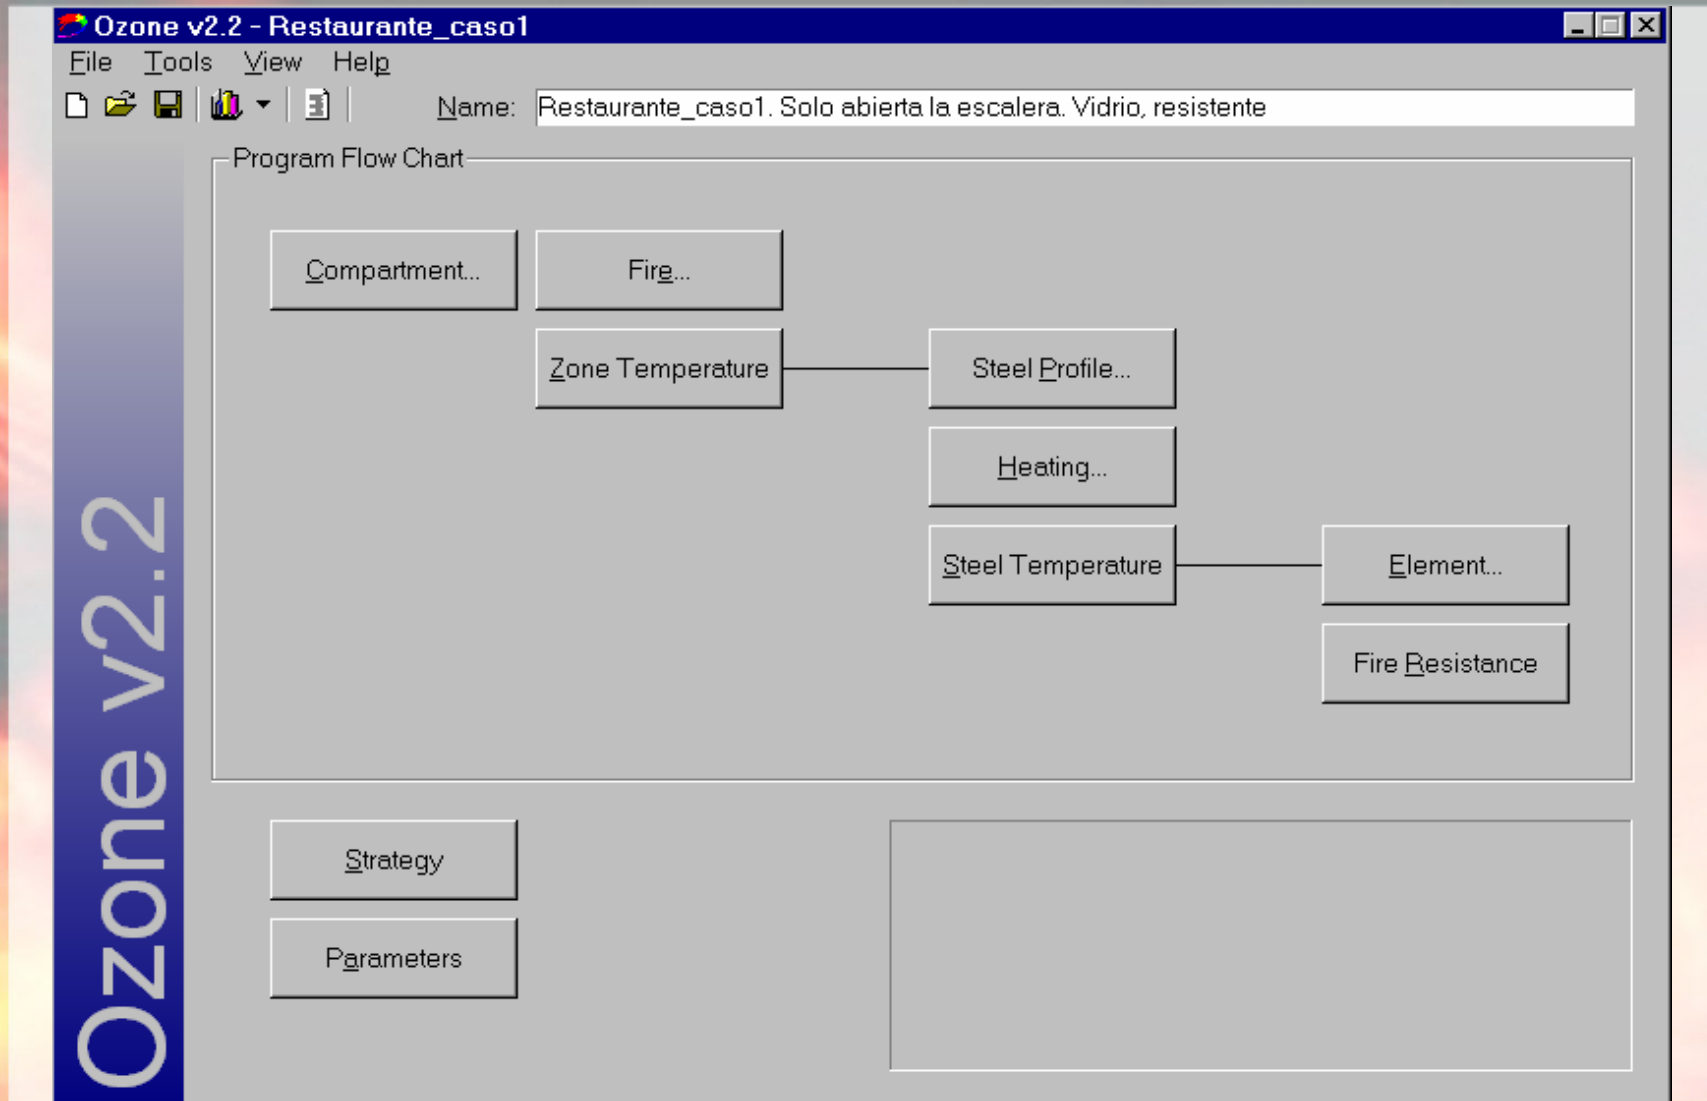 Ozone v2.2 - Restaurante_caso1
File Tools View Help
Name: Restaurante_caso1. Solo abierta la escalera. Vidrio, resistente
Program Flow Chart
Compartment... Fire...
Zone Temperature Steel Profile...
Heating...
Steel Temperature Element...
Fire Resistance
Strategy
Parameters
Ozone v2.2